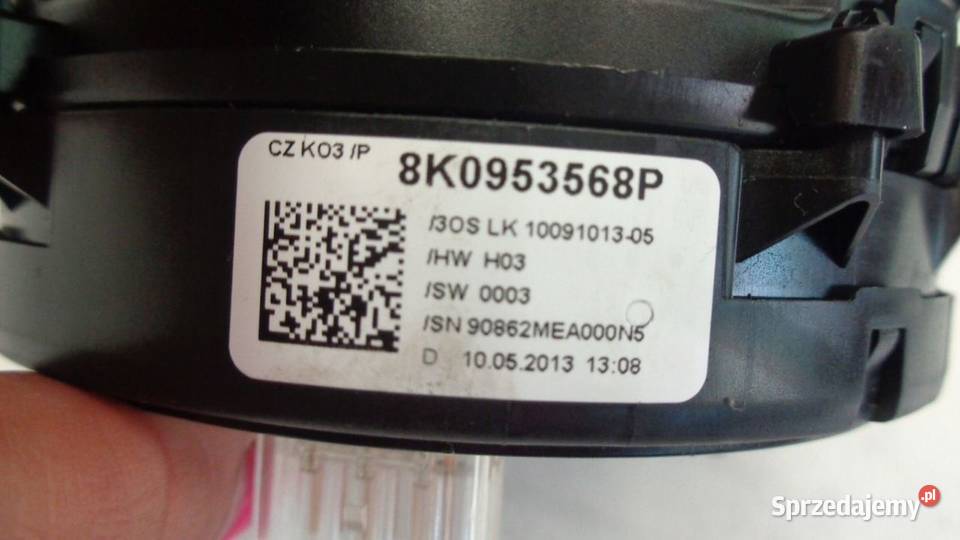 CZ KO3 /P 8K0953568P
/3OS LK 10091013-05
/HW H03
/SW 0003
/SN 90862MEA000N5
D 10.05.2013 13:08
Sprzedajemy.pl